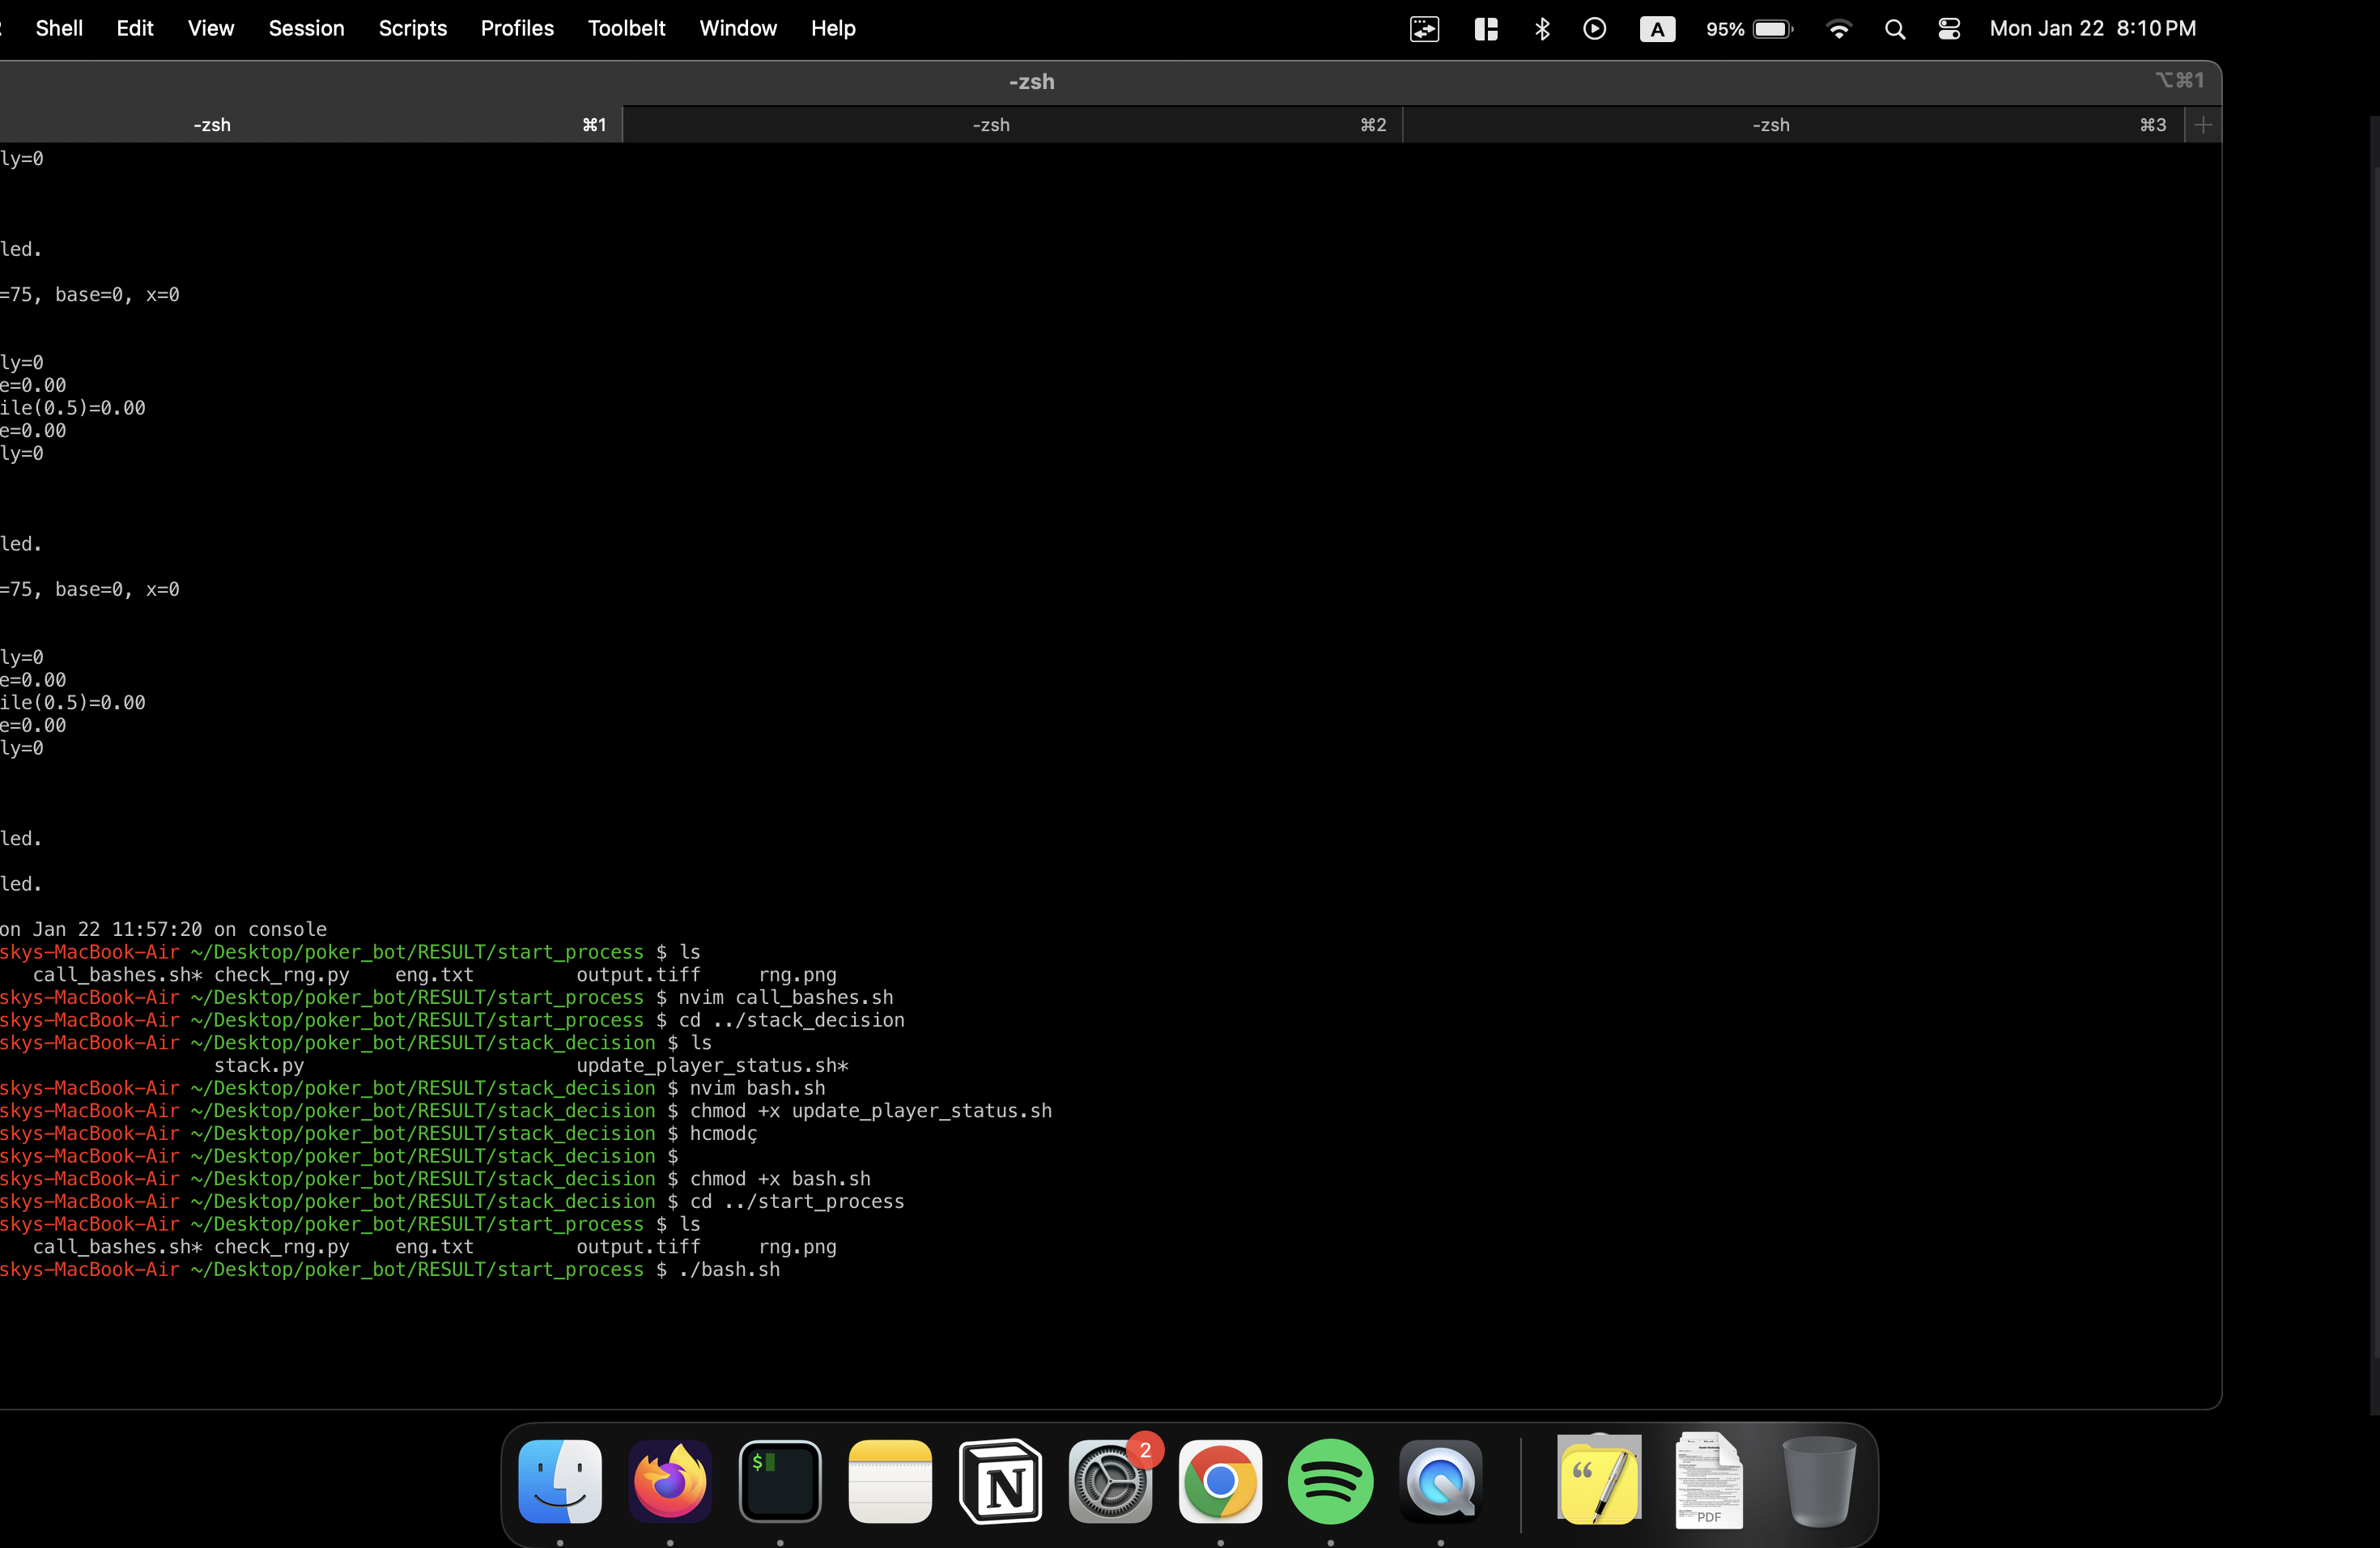 Shell Edit View Session Scripts Profiles Toolbelt Window Help A 95% Mon Jan 22 8:10 PM
-zsh ⌥⌘1
-zsh ⌘1 -zsh ⌘2 -zsh ⌘3 +
ly=0
led.
=75, base=0, x=0
ly=0
e=0.00
ile(0.5)=0.00
e=0.00
ly=0
led.
=75, base=0, x=0
ly=0
e=0.00
ile(0.5)=0.00
e=0.00
ly=0
led.
led.
on Jan 22 11:57:20 on console
skys-MacBook-Air ~/Desktop/poker_bot/RESULT/start_process $ ls
call_bashes.sh* check_rng.py eng.txt output.tiff rng.png
skys-MacBook-Air ~/Desktop/poker_bot/RESULT/start_process $ nvim call_bashes.sh
skys-MacBook-Air ~/Desktop/poker_bot/RESULT/start_process $ cd ../stack_decision
skys-MacBook-Air ~/Desktop/poker_bot/RESULT/stack_decision $ ls
stack.py update_player_status.sh*
skys-MacBook-Air ~/Desktop/poker_bot/RESULT/stack_decision $ nvim bash.sh
skys-MacBook-Air ~/Desktop/poker_bot/RESULT/stack_decision $ chmod +x update_player_status.sh
skys-MacBook-Air ~/Desktop/poker_bot/RESULT/stack_decision $ hcmodç
skys-MacBook-Air ~/Desktop/poker_bot/RESULT/stack_decision $
skys-MacBook-Air ~/Desktop/poker_bot/RESULT/stack_decision $ chmod +x bash.sh
skys-MacBook-Air ~/Desktop/poker_bot/RESULT/stack_decision $ cd ../start_process
skys-MacBook-Air ~/Desktop/poker_bot/RESULT/start_process $ ls
call_bashes.sh* check_rng.py eng.txt output.tiff rng.png
skys-MacBook-Air ~/Desktop/poker_bot/RESULT/start_process $ ./bash.sh
2
$
N
PDF